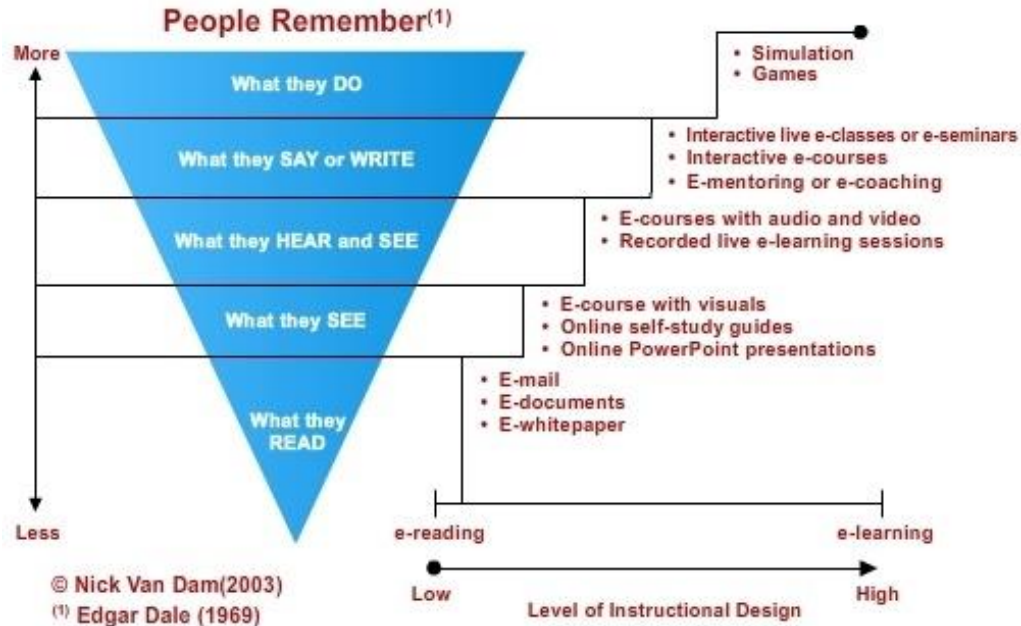 People Remember(1)
More
What they DO
• Simulation
• Games
What they SAY or WRITE
• Interactive live e-classes or e-seminars
• Interactive e-courses
• E-mentoring or e-coaching
What they HEAR and SEE
• E-courses with audio and video
• Recorded live e-learning sessions
What they SEE
• E-course with visuals
• Online self-study guides
• Online PowerPoint presentations
What they
READ
• E-mail
• E-documents
• E-whitepaper
Less
e-reading
e-learning
Low
High
Level of Instructional Design
© Nick Van Dam(2003)
(1) Edgar Dale (1969)